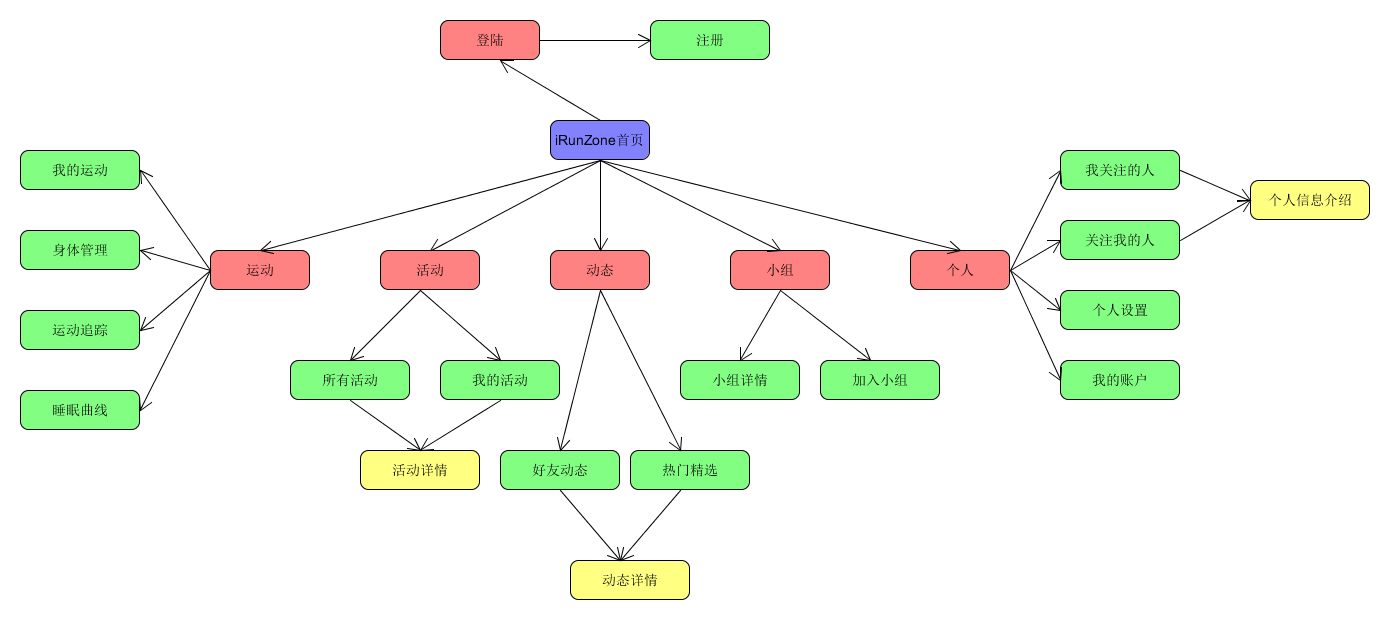 登陆
注册
iRunZone首页
我的运动
身体管理
运动追踪
睡眠曲线
运动
活动
动态
小组
个人
我关注的人
关注我的人
个人设置
我的账户
个人信息介绍
所有活动
我的活动
小组详情
加入小组
活动详情
好友动态
热门精选
动态详情